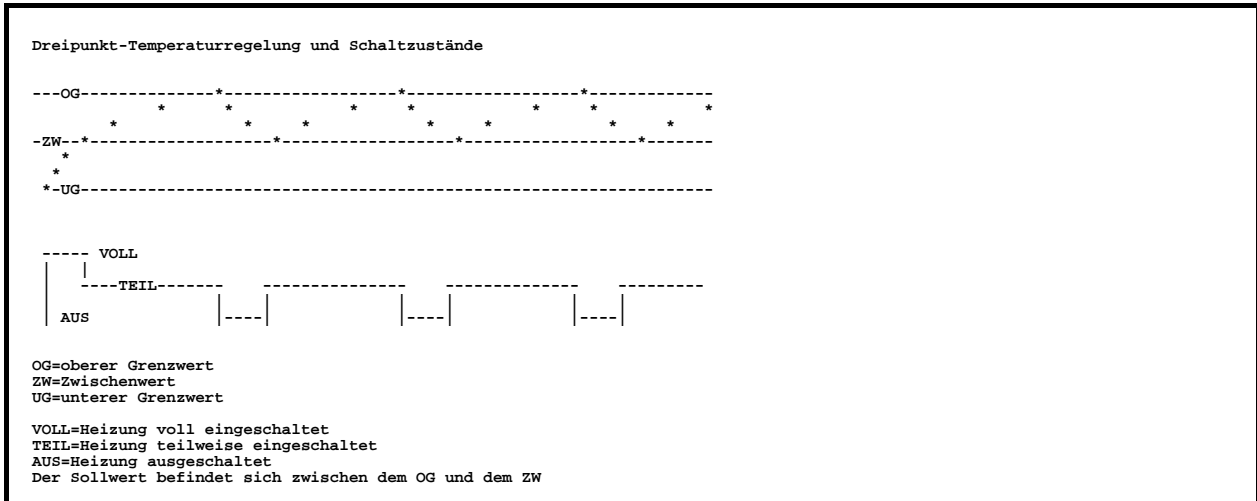 Dreipunkt-Temperaturregelung und Schaltzustände
---OG--------------*------------------*------------------*-------------
* * * * * * *
* * * * * * *
-ZW--*-------------------*------------------*------------------*-------
*
*
*-UG------------------------------------------------------------------
----- VOLL
| |
| ----TEIL------- --------------- -------------- ---------
| | | | | | |
| AUS |----| |----| |----|
OG=oberer Grenzwert
ZW=Zwischenwert
UG=unterer Grenzwert
VOLL=Heizung voll eingeschaltet
TEIL=Heizung teilweise eingeschaltet
AUS=Heizung ausgeschaltet
Der Sollwert befindet sich zwischen dem OG und dem ZW